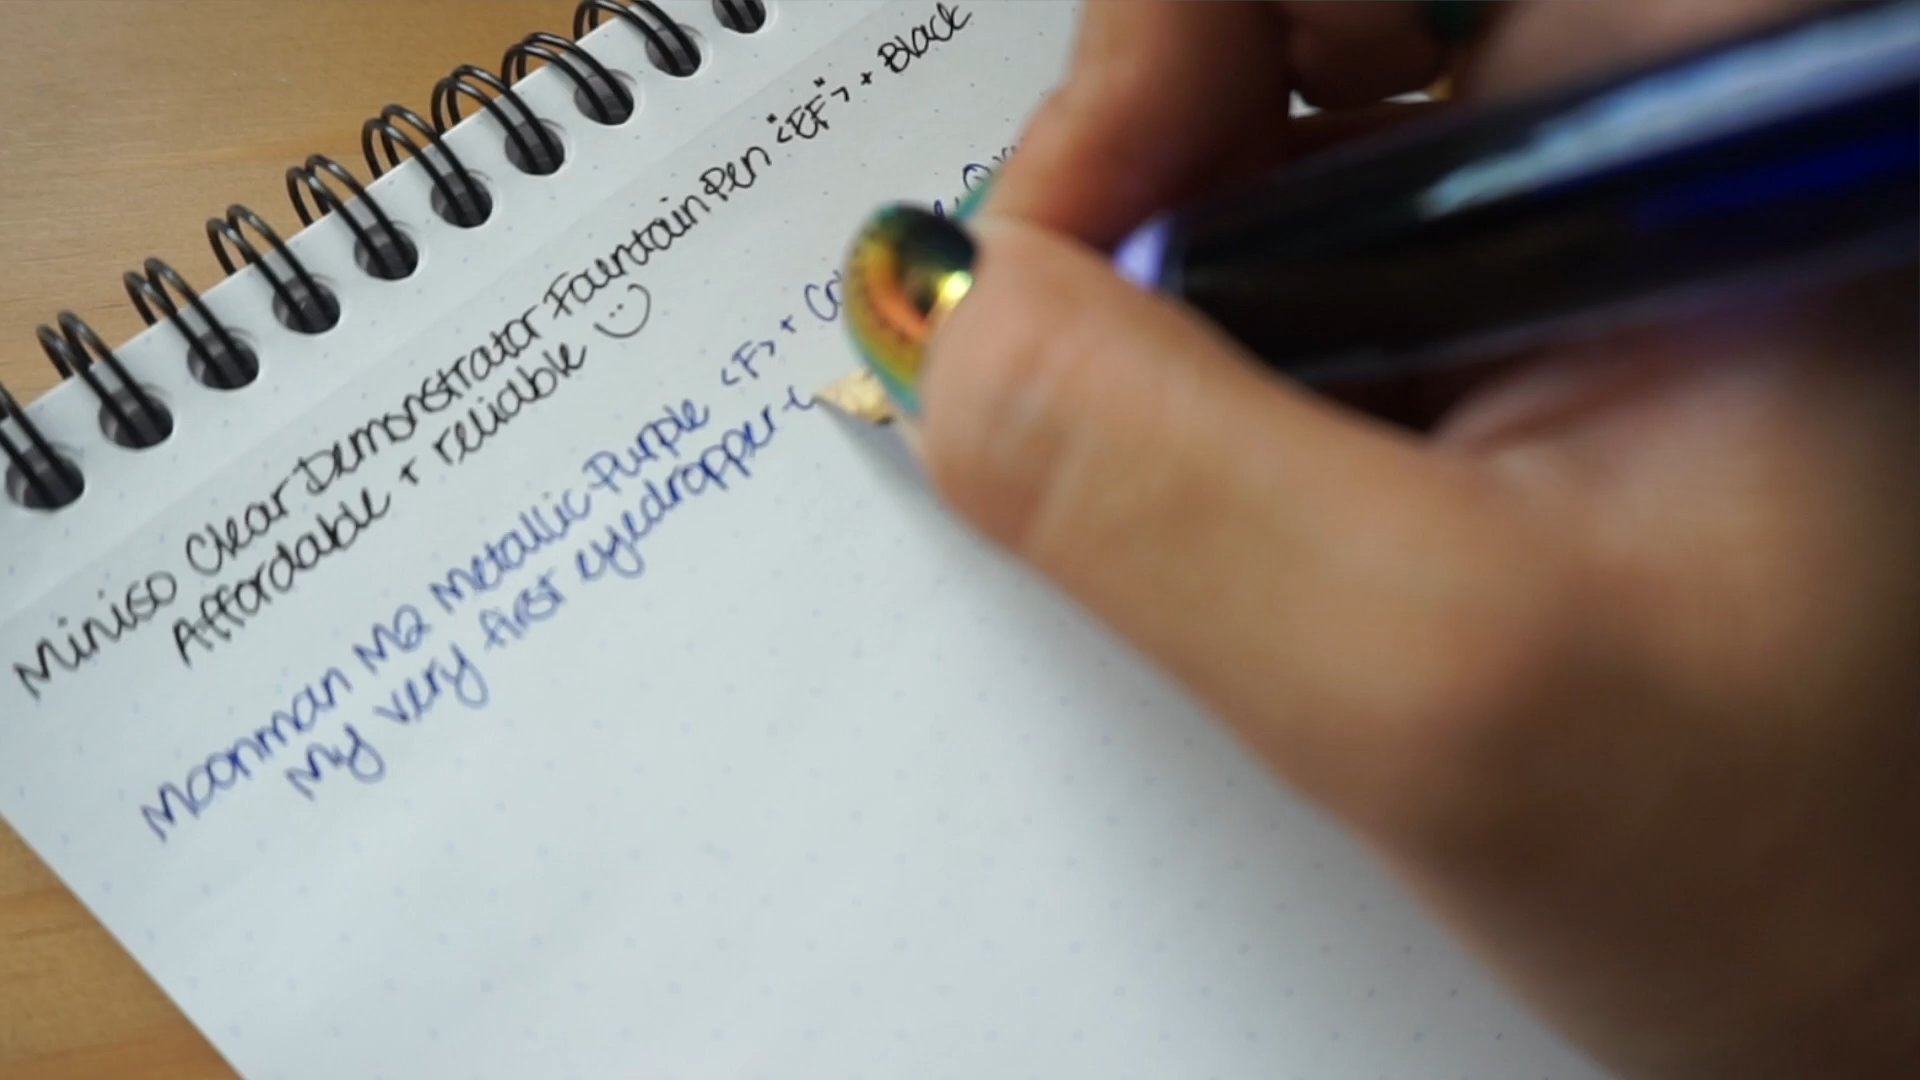 Miniso Clear Demonstrator Fountain Pen <"EF"> + Black
Affordable + reliable :)
Moonman M2 Metallic Purple <F> +
My very first eyedropper